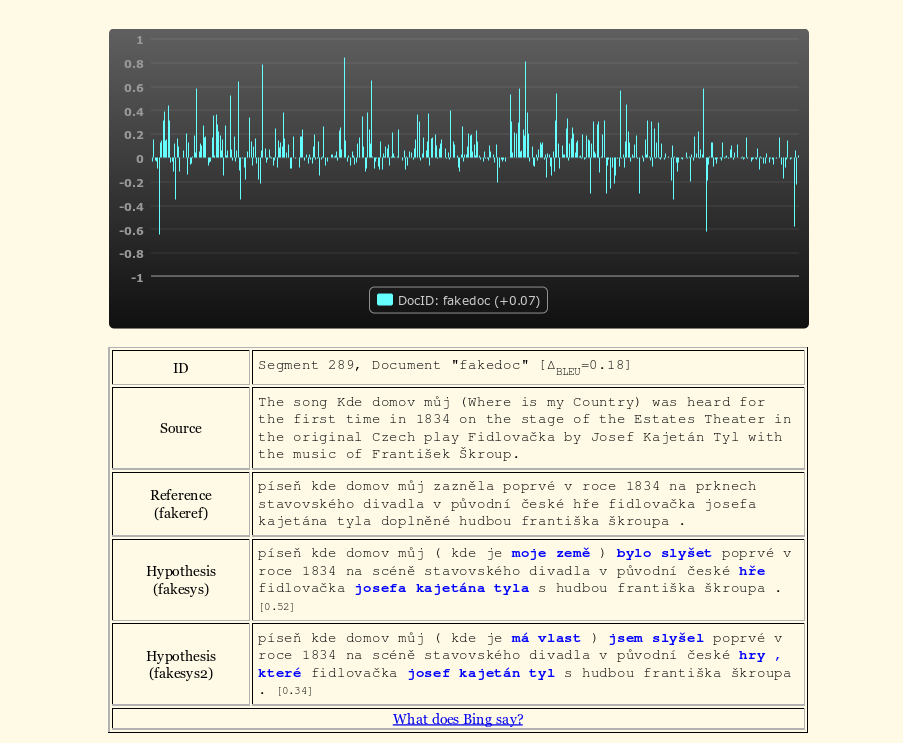 1
0.8
0.6
0.4
0.2
0
-0.2
-0.4
-0.6
-0.8
-1
DocID: fakedoc (+0.07)
ID
Segment 289, Document "fakedoc" [ΔBLEU=0.18]
Source
The song Kde domov můj (Where is my Country) was heard for
the first time in 1834 on the stage of the Estates Theater in
the original Czech play Fidlovačka by Josef Kajetán Tyl with
the music of František Škroup.
Reference
(fakeref)
píseň kde domov můj zazněla poprvé v roce 1834 na prknech
stavovského divadla v původní české hře fidlovačka josefa
kajetána tyla doplněné hudbou františka škroupa .
Hypothesis
(fakesys)
píseň kde domov můj ( kde je moje země ) bylo slyšet poprvé v
roce 1834 na scéně stavovského divadla v původní české hře
fidlovačka josefa kajetána tyla s hudbou františka škroupa .
[0.52]
Hypothesis
(fakesys2)
píseň kde domov můj ( kde je má vlast ) jsem slyšel poprvé v
roce 1834 na scéně stavovského divadla v původní české hry ,
které fidlovačka josef kajetán tyl s hudbou františka škroupa
. [0.34]
What does Bing say?